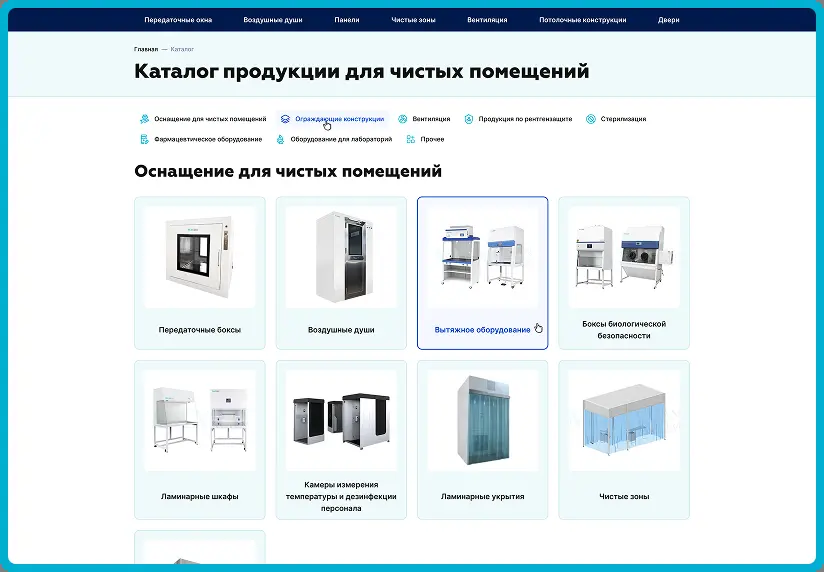 Передаточные окна Воздушные души Панели Чистые зоны Вентиляция Потолочные конструкции Двери
Главная — Каталог
Каталог продукции для чистых помещений
Оснащение для чистых помещений Ограждающие конструкции Вентиляция Продукция по рентгензащите Стерилизация
Фармацевтическое оборудование Оборудование для лабораторий Прочее
Оснащение для чистых помещений
Передаточные боксы
Воздушные души
Вытяжное оборудование
Боксы биологической
безопасности
Ламинарные шкафы
Камеры измерения
температуры и дезинфекции
персонала
Ламинарные укрытия
Чистые зоны